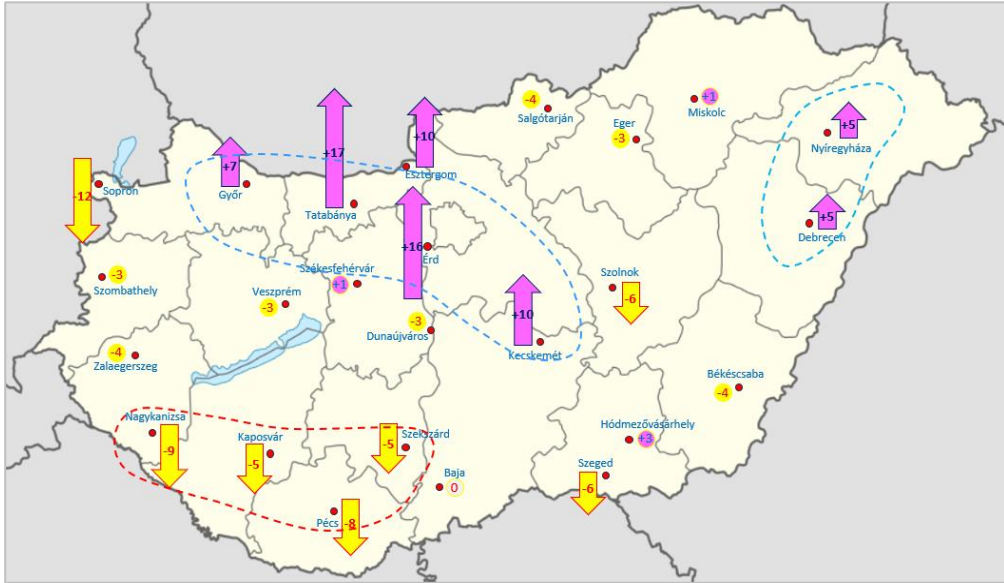 -4
Salgótarján
+1
Miskolc
+10
Esztergom
Eger
-3
+5
Nyíregyháza
+17
Tatabánya
+7
Győr
-12
Sopron
+5
Debrecen
+16
Érd
-3
Szombathely
Székesfehérvár
+1
Veszprém
-3
-3
Dunaújváros
+10
Kecskemét
Szolnok
-6
-4
Zalaegerszeg
Békéscsaba
-4
Nagykanizsa
-9
Kaposvár
-5
-5
Szekszárd
Hódmezővásárhely
+3
Szeged
-6
Baja
0
Pécs
-8